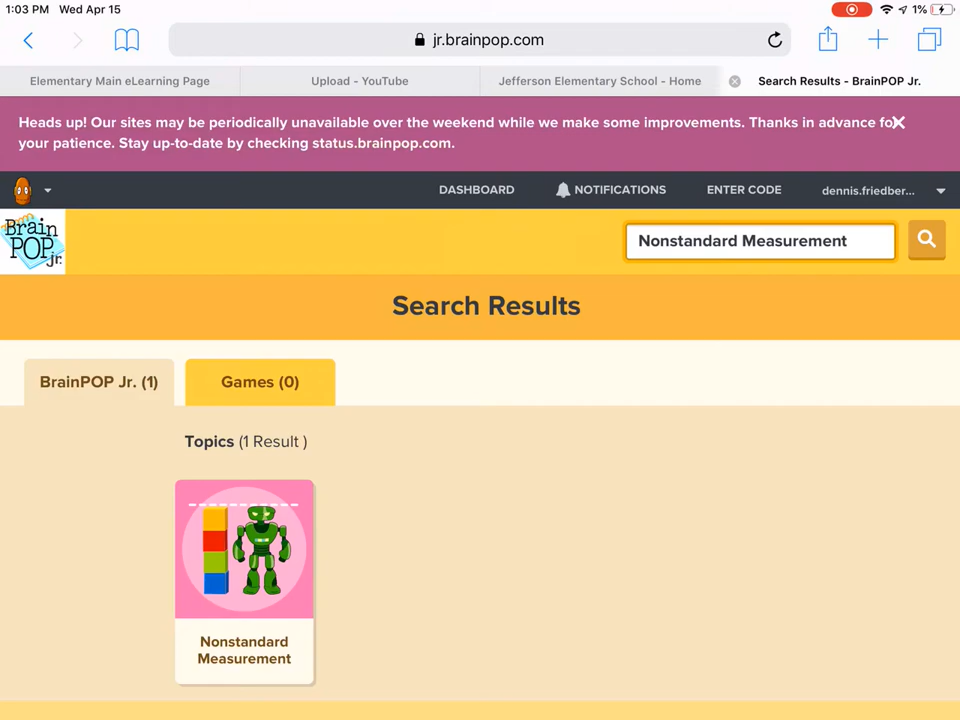 1:03 PM Wed Apr 15 1%
jr.brainpop.com
Elementary Main eLearning Page Upload - YouTube Jefferson Elementary School - Home Search Results - BrainPOP Jr.
Heads up! Our sites may be periodically unavailable over the weekend while we make some improvements. Thanks in advance fo
your patience. Stay up-to-date by checking status.brainpop.com.
DASHBOARD NOTIFICATIONS ENTER CODE dennis.friedber...
Brain
POP
jr.
Nonstandard Measurement
Search Results
BrainPOP Jr. (1) Games (0)
Topics (1 Result )
Nonstandard
Measurement